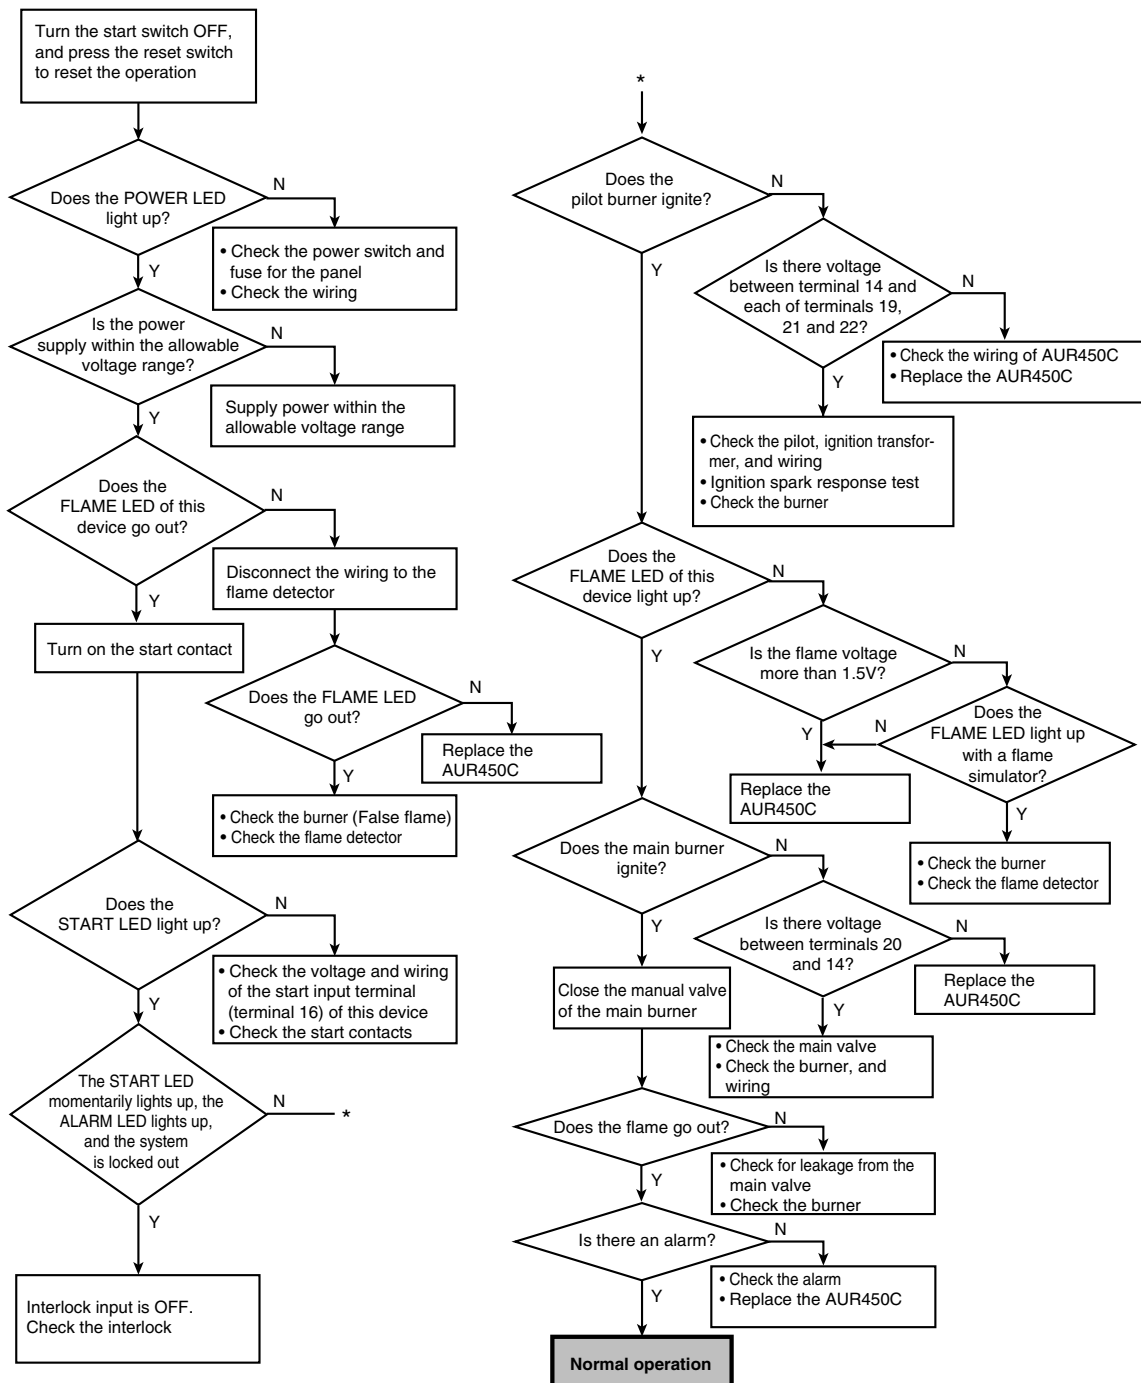 Turn the start switch OFF,
and press the reset switch
to reset the operation
Does the POWER LED
light up?
N
• Check the power switch and
fuse for the panel
• Check the wiring
Y
Is the power
supply within the allowable
voltage range?
N
Supply power within the
allowable voltage range
Y
Does the
FLAME LED of this
device go out?
N
Disconnect the wiring to the
flame detector
Y
Turn on the start contact
Does the FLAME LED
go out?
N
Replace the
AUR450C
Y
• Check the burner (False flame)
• Check the flame detector
Does the
START LED light up?
N
• Check the voltage and wiring
of the start input terminal
(terminal 16) of this device
• Check the start contacts
Y
The START LED
momentarily lights up, the
ALARM LED lights up,
and the system
is locked out
N
*
Y
Interlock input is OFF.
Check the interlock
*
Does the
pilot burner ignite?
N
Is there voltage
between terminal 14 and
each of terminals 19,
21 and 22?
N
• Check the wiring of AUR450C
• Replace the AUR450C
Y
• Check the pilot, ignition transfor-
mer, and wiring
• Ignition spark response test
• Check the burner
Y
Does the
FLAME LED of this
device light up?
N
Is the flame voltage
more than 1.5V?
N
Does the
FLAME LED light up
with a flame
simulator?
N
Y
Replace the
AUR450C
Y
• Check the burner
• Check the flame detector
Y
Does the main burner
ignite?
N
Is there voltage
between terminals 20
and 14?
N
Replace the
AUR450C
Y
• Check the main valve
• Check the burner, and
wiring
Y
Close the manual valve
of the main burner
Does the flame go out?
N
• Check for leakage from the
main valve
• Check the burner
Y
Is there an alarm?
N
• Check the alarm
• Replace the AUR450C
Y
Normal operation